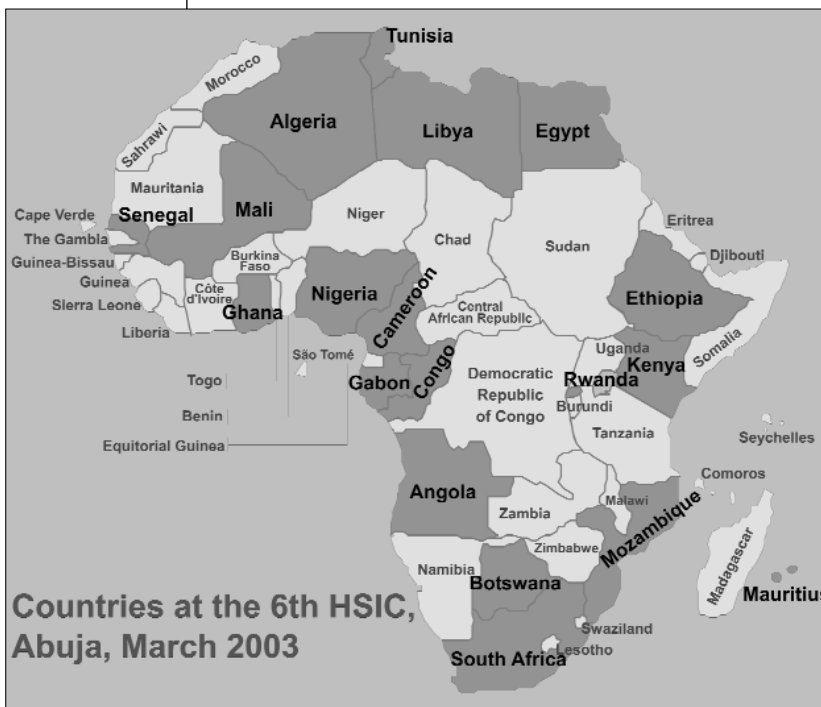 Tunisia
Morocco
Algeria
Libya
Egypt
Sahrawi
Mauritania
Cape Verde
Senegal
Mali
Niger
Chad
Sudan
Eritrea
The Gambia
Djibouti
Guinea-Bissau
Burkina
Faso
Guinea
Côte
d'Ivoire
Nigeria
Cameroon
Central
African Republic
Ethiopia
Sierra Leone
Ghana
Liberia
Somalia
São Tomé
Uganda
Kenya
Togo
Gabon
Congo
Democratic
Republic
of Congo
Rwanda
Burundi
Benin
Tanzania
Seychelles
Equitorial Guinea
Comoros
Angola
Malawi
Zambia
Mozambique
Zimbabwe
Madagascar
Namibia
Botswana
Mauritius
Countries at the 6th HSIC,
Abuja, March 2003
Swaziland
Lesotho
South Africa